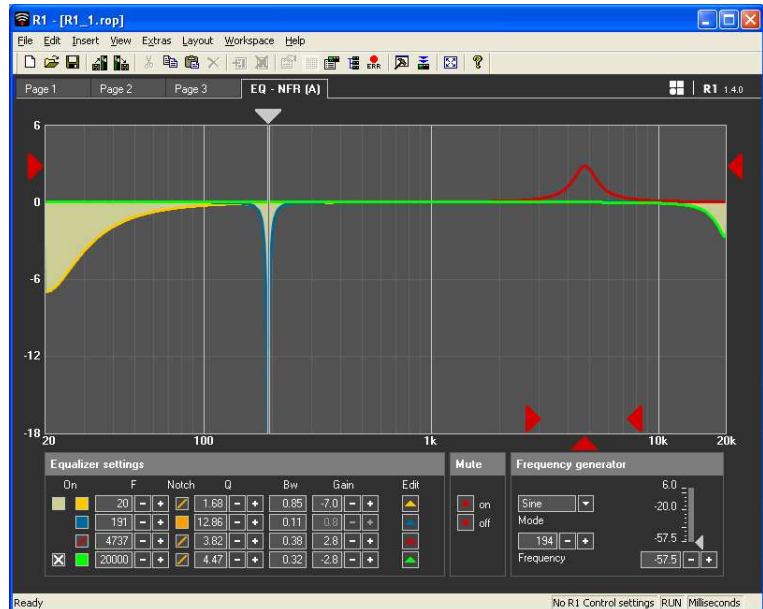 R1 - [R1_1.rop]
File Edit Insert View Extras Layout Workspace Help
ERR
Page 1 Page 2 Page 3 EQ - NFR (A) R1 1.4.0
6
0
-6
-12
-18
20 100 1k 10k 20k
Equalizer settings
On F Notch Q Bw Gain Edit
20 - + 1.68 - + 0.85 -7.0 - +
191 - + 12.86 - + 0.11 0.8 - +
4737 - + 3.82 - + 0.38 2.8 - +
20000 - + 4.47 - + 0.32 -2.8 - +
Mute
on
off
Frequency generator
Sine
Mode
194 - +
Frequency
6.0
-20.0
-57.5
-57.5 - +
Ready No R1 Control settings RUN Milliseconds